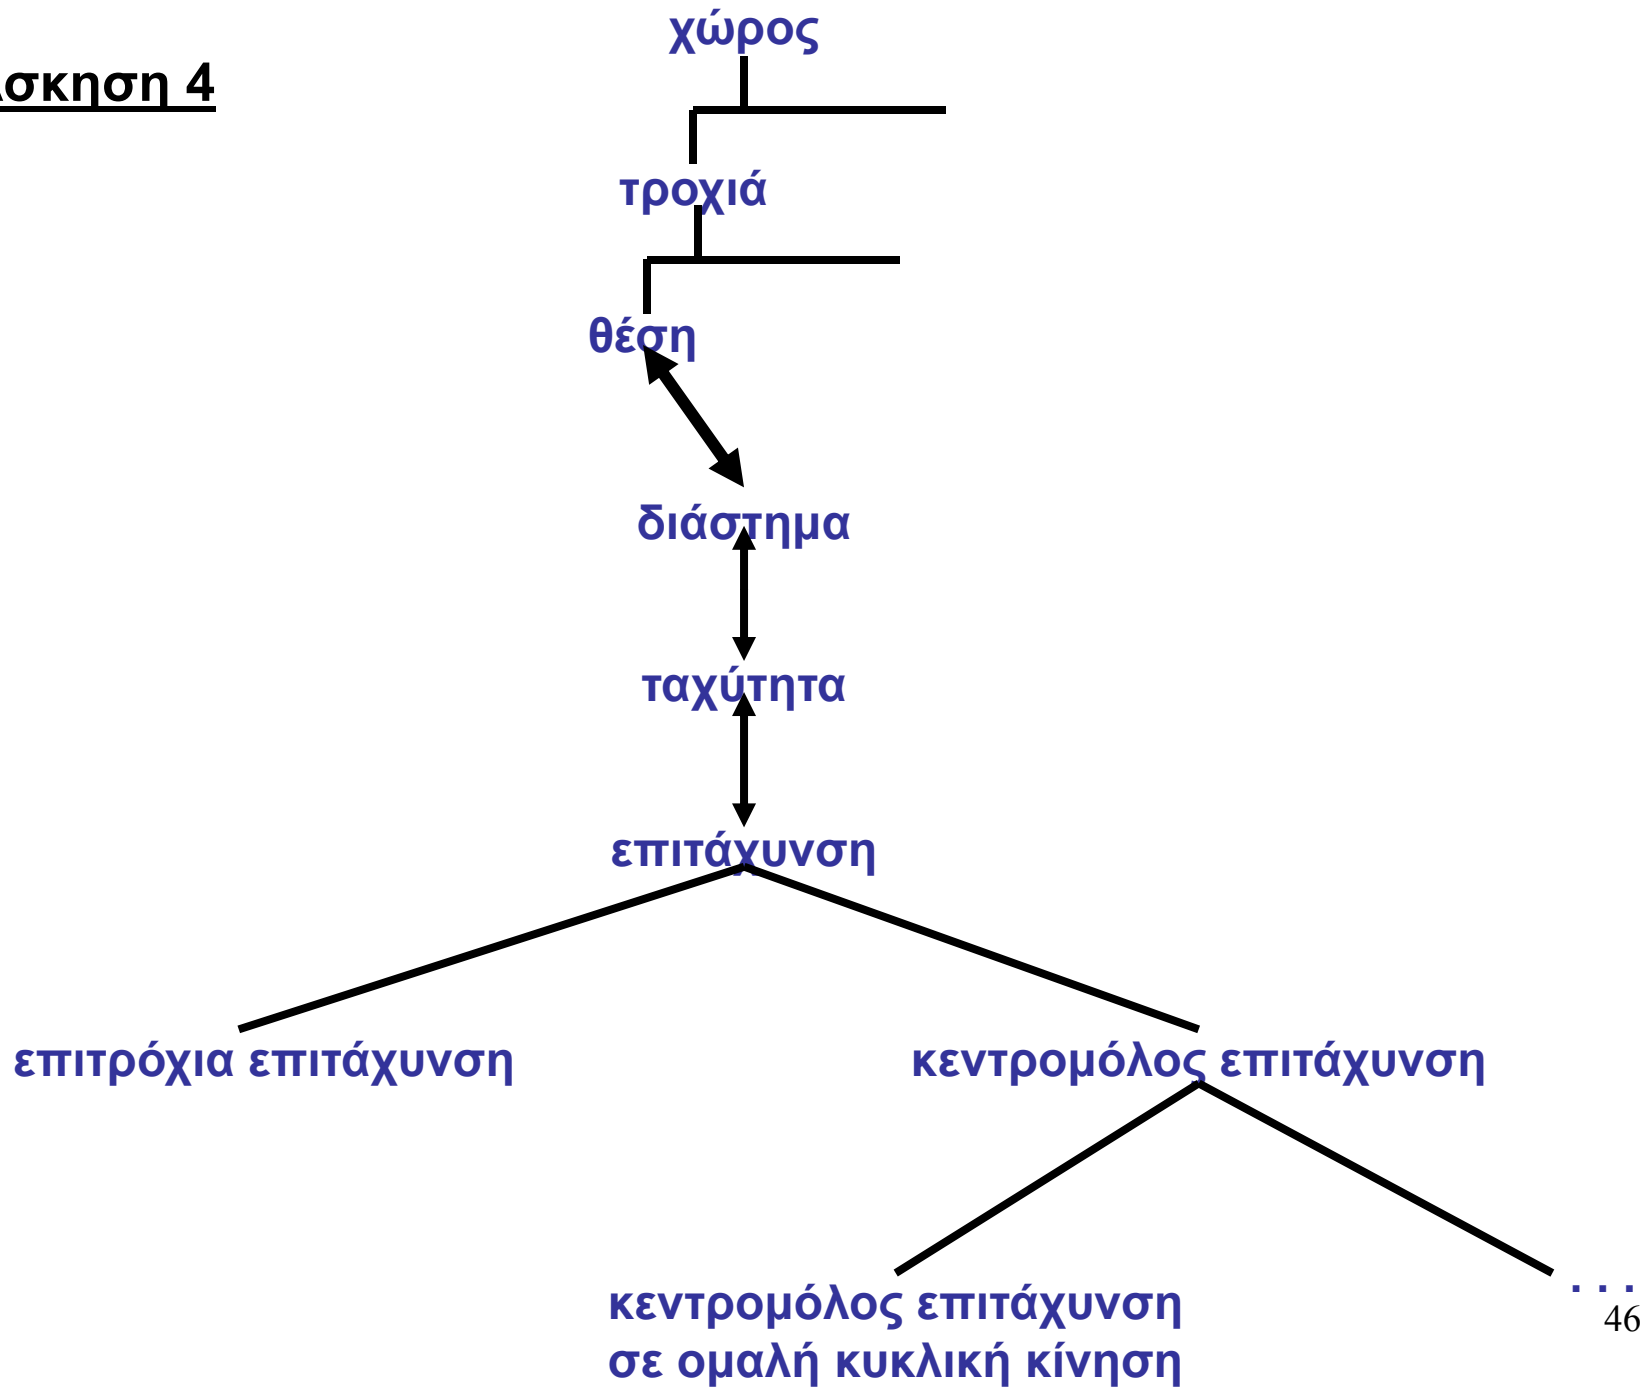 χώρος
σκηση 4
τροχιά
θέση
διάστημα
ταχύτητα
επιτάχυνση
επιτρόχια επιτάχυνση
κεντρομόλος επιτάχυνση
κεντρομόλος επιτάχυνση
σε ομαλή κυκλική κίνηση
. . .
46